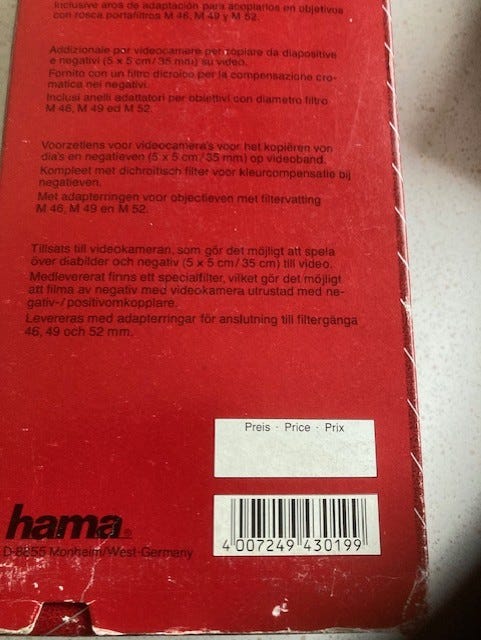 Inclusive aros de adaptación para acoplarlos en objetivos
con rosca portafiltros M 46, M 49 y M 52.
Addizionale por videocamere per copiare da diapositive
e negativi (5 x 5 cm/35 mm) su video.
Fornito con un filtro dicroico per la compensazione cro-
matica nei negativi.
Inclusi anelli adattatori per obiettivi con diametro filtro
M 46, M 49 ed M 52.
Voorzetlens voor videocamera's voor het kopiëren van
dia's en negatieven (5 x 5 cm/35 mm) op videoband.
Kompleet met dichroitisch filter voor kleurcompensatie bij
negatieven.
Met adapterringen voor objectieven met filtervatting
M 46, M 49 en M 52.
Tillsats till videokameran, som gör det möjligt att spela
över diabilder och negativ (5 x 5 cm/35 cm) till video.
Medlevererat finns ett specialfilter, vilket gör det möjligt
att filma av negativ med videokamera utrustad med ne-
gativ-/positivomkopplare.
Levereras med adapterringar för anslutning till filtergänga
46, 49 och 52 mm.
Preis · Price · Prix
hama®
D-8855 Monheim/West-Germany
4 007249 430199